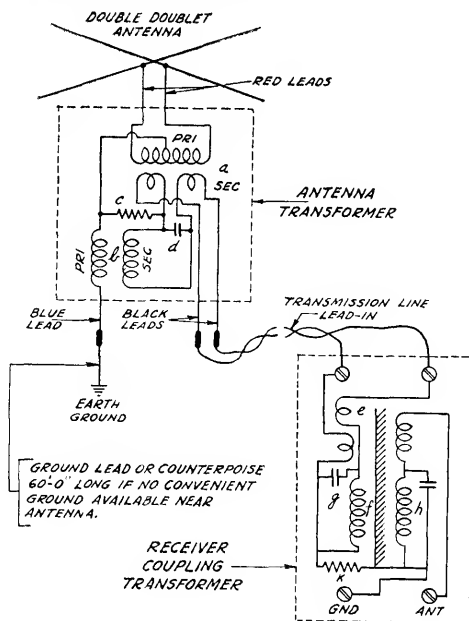 DOUBLE DOUBLET
ANTENNA
RED LEADS
PRI
a
SEC
ANTENNA
TRANSFORMER
c
d
PRI
b
SEC
BLUE
LEAD
BLACK
LEADS
TRANSMISSION LINE
LEAD-IN
EARTH
GROUND
GROUND LEAD OR COUNTERPOISE
60'-0" LONG IF NO CONVENIENT
GROUND AVAILABLE NEAR
ANTENNA.
e
g
f
h
RECEIVER
COUPLING
TRANSFORMER
K
GND
ANT